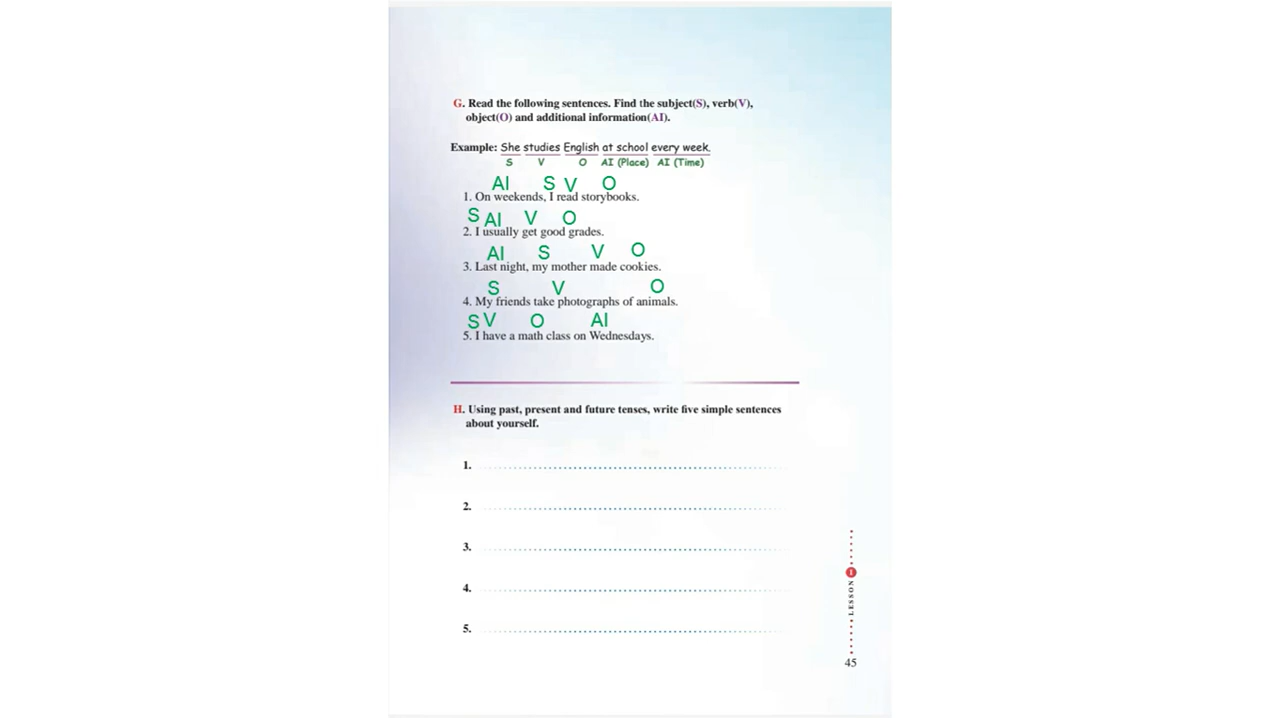 G. Read the following sentences. Find the subject(S), verb(V),
object(O) and additional information(AI).
Example: She studies English at school every week.
S V O AI (Place) AI (Time)
AI S V O
1. On weekends, I read storybooks.
S AI V O
2. I usually get good grades.
AI S V O
3. Last night, my mother made cookies.
S V O
4. My friends take photographs of animals.
S V O AI
5. I have a math class on Wednesdays.
H. Using past, present and future tenses, write five simple sentences
about yourself.
1.
2.
3.
4.
5.
LESSON 1
45